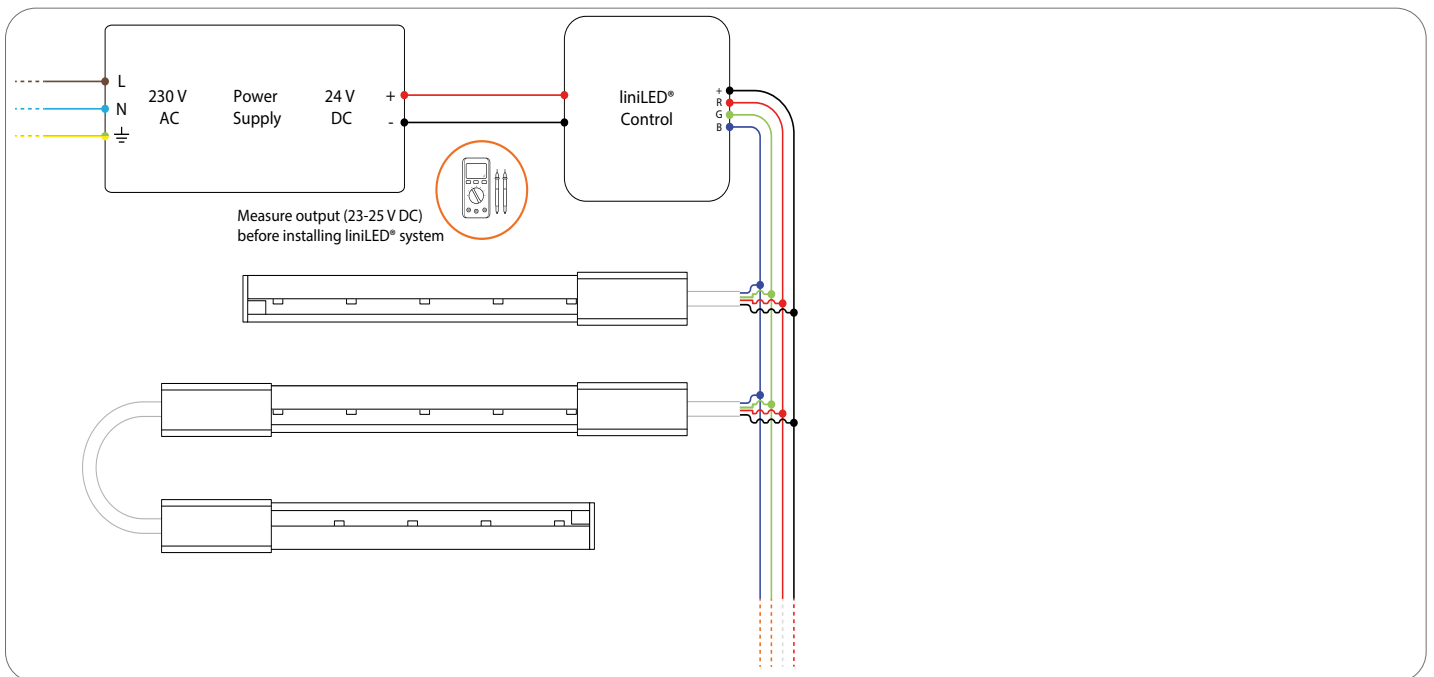 L
N
230 V
AC
Power
Supply
24 V
DC
+
-
liniLED®
Control
+
R
G
B
Measure output (23-25 V DC)
before installing liniLED® system